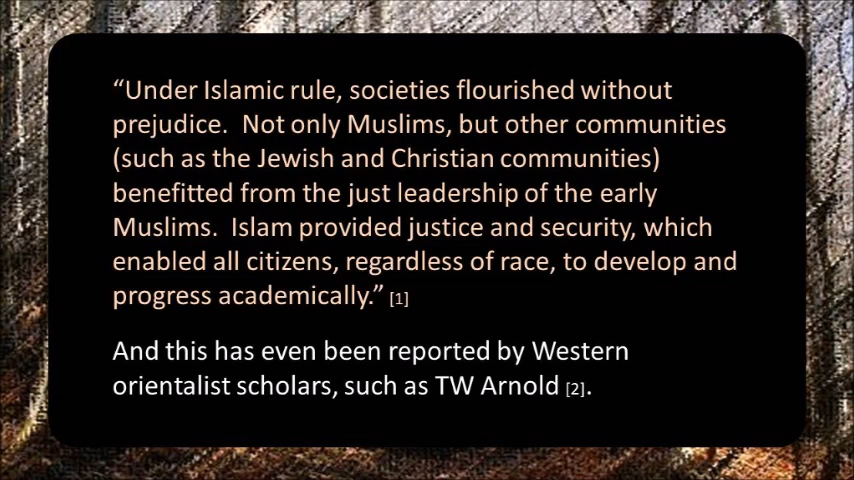 “Under Islamic rule, societies flourished without
prejudice.  Not only Muslims, but other communities
(such as the Jewish and Christian communities)
benefitted from the just leadership of the early
Muslims.  Islam provided justice and security, which
enabled all citizens, regardless of race, to develop and
progress academically.” [1]
And this has even been reported by Western
orientalist scholars, such as TW Arnold [2].